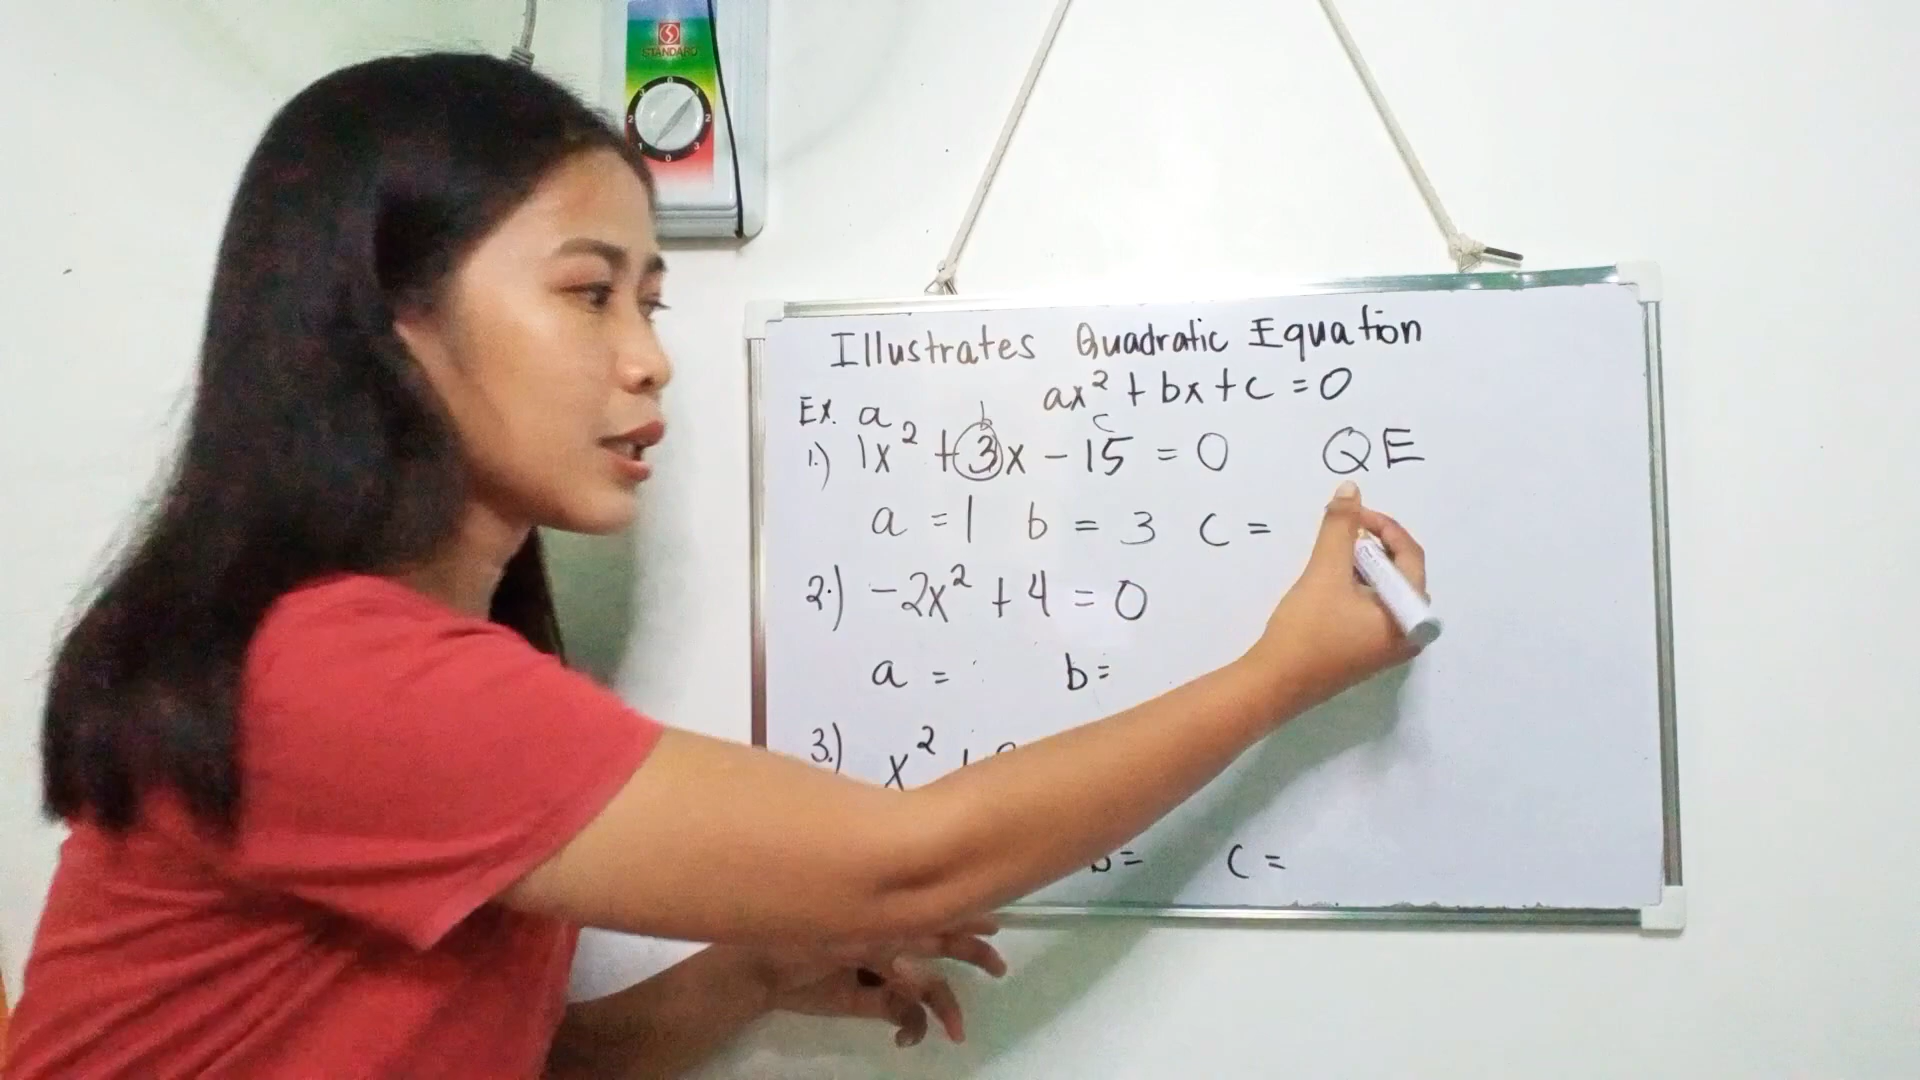 STANDARD
Illustrates Quadratic Equation
ax² + bx + c = 0
Ex. a b c
1.) 1x² + 3x - 15 = 0 QE
a = 1 b = 3 c =
2.) -2x² + 4 = 0
a = b =
3.) x² +
b = c =